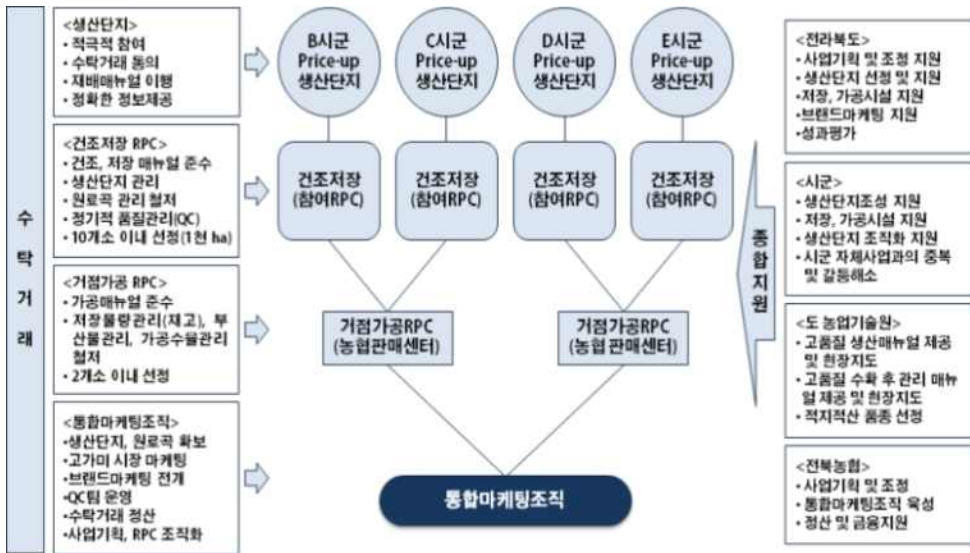 수
탁
거
래
<생산단지>
• 적극적 참여
• 수탁거래 동의
• 재배매뉴얼 이행
• 정확한 정보제공
<건조저장 RPC>
• 건조, 저장 매뉴얼 준수
• 생산단지 관리
• 원료곡 관리 철저
• 정기적 품질관리(QC)
• 10개소 이내 선정(1천 ha)
<거점가공 RPC>
• 가공매뉴얼 준수
• 저장물량관리(재고), 부
산물관리, 가공수율관리
철저
• 2개소 이내 선정
<통합마케팅조직>
•생산단지, 원료곡 확보
•고가미 시장 마케팅
•브랜드마케팅 전개
•QC팀 운영
•수탁거래 정산
•사업기획, RPC 조직화
B시군
Price-up
생산단지
C시군
Price-up
생산단지
D시군
Price-up
생산단지
E시군
Price-up
생산단지
건조저장
(참여RPC)
건조저장
(참여RPC)
건조저장
(참여RPC)
건조저장
(참여RPC)
거점가공RPC
(농협판매센터)
거점가공RPC
(농협판매센터)
통합마케팅조직
종
합
지
원
<전라북도>
• 사업기획 및 조정 지원
• 생산단지 선정 및 지원
•저장, 가공시설 지원
•브랜드마케팅 지원
•성과평가
<시군>
• 생산단지조성 지원
• 저장, 가공시설 지원
• 생산단지 조직화 지원
• 시군 자체사업과의 중복
및 갈등해소
<도 농업기술원>
• 고품질 생산매뉴얼 제공
및 현장지도
• 고품질 수확 후 관리 매뉴
얼 제공 및 현장지도
• 적지적산 품종 선정
<전북농협>
• 사업기획 및 조정
• 통합마케팅조직 육성
• 정산 및 금융지원